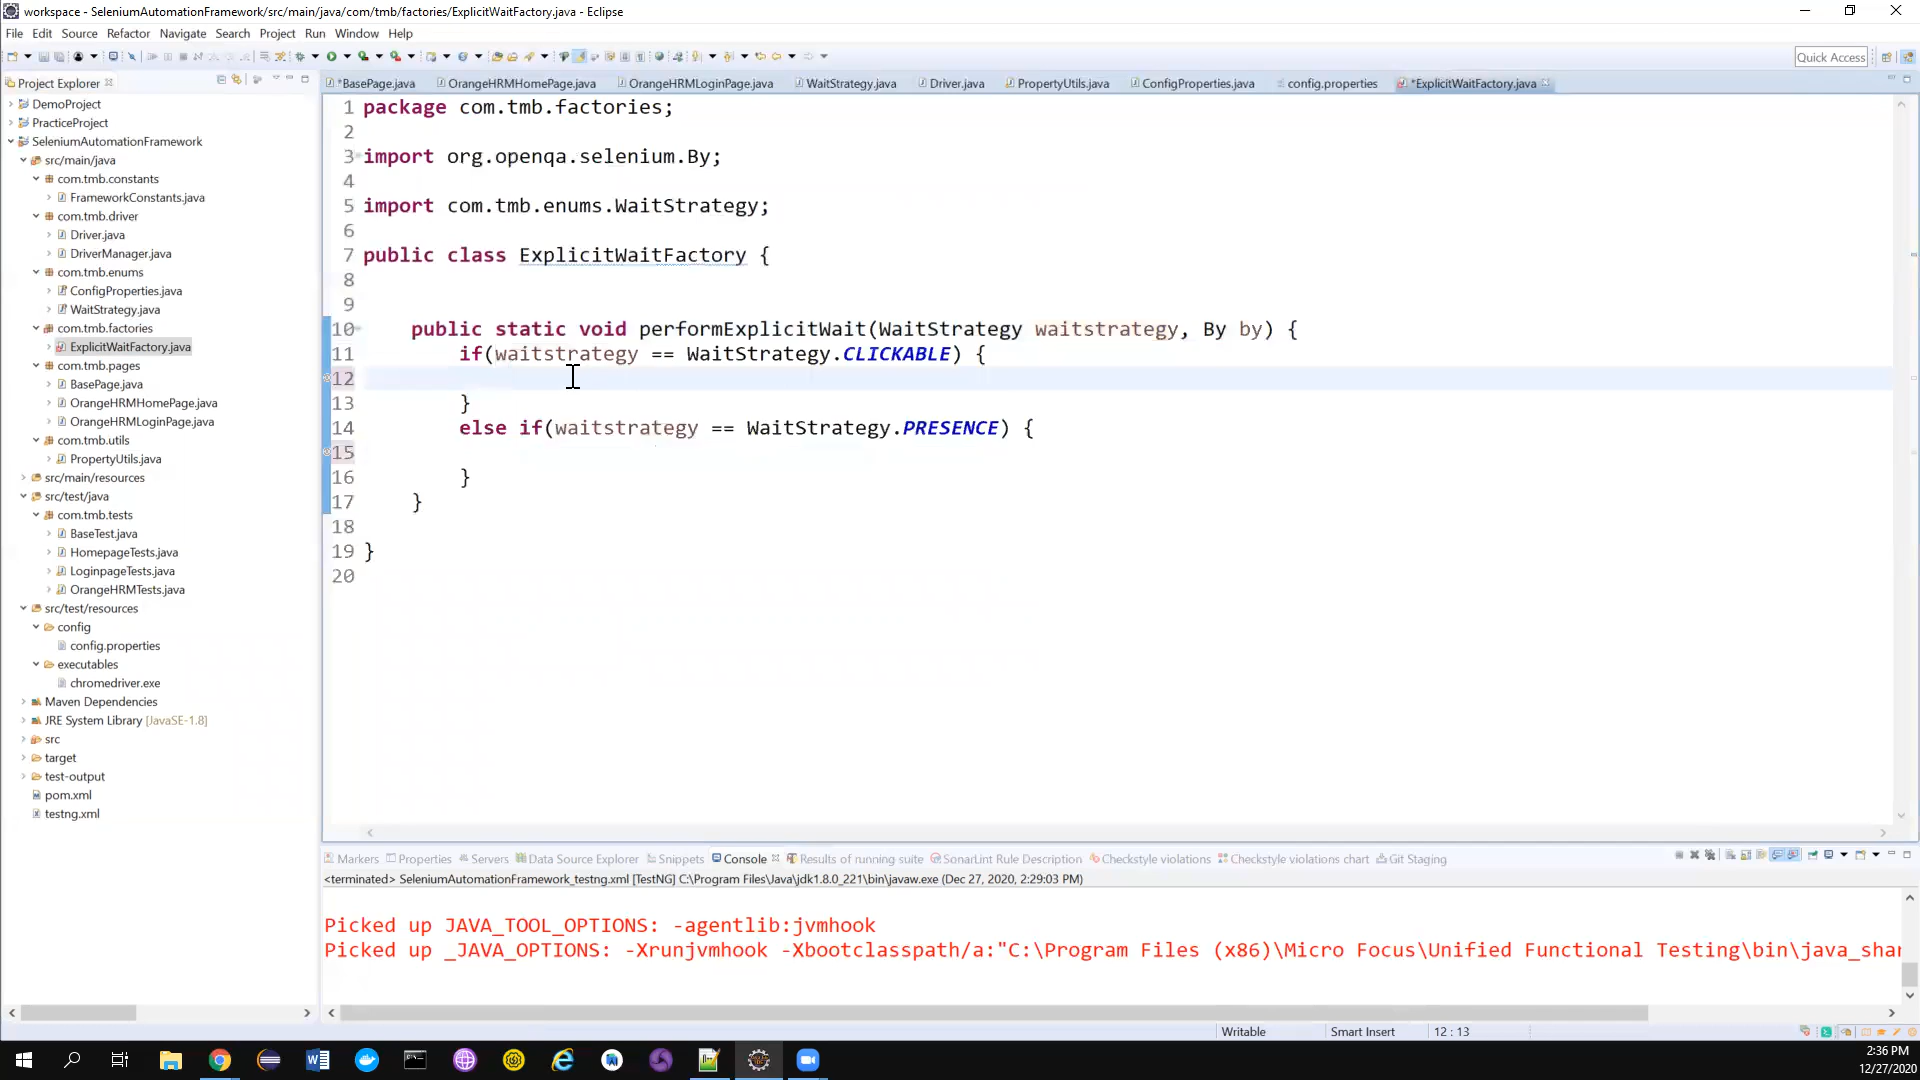 workspace - SeleniumAutomationFramework/src/main/java/com/tmb/factories/ExplicitWaitFactory.java - Eclipse
File Edit Source Refactor Navigate Search Project Run Window Help
Quick Access
Project Explorer
*BasePage.java OrangeHRMHomePage.java OrangeHRMLoginPage.java WaitStrategy.java Driver.java PropertyUtils.java ConfigProperties.java config.properties *ExplicitWaitFactory.java
DemoProject
PracticeProject
SeleniumAutomationFramework
src/main/java
com.tmb.constants
FrameworkConstants.java
com.tmb.driver
Driver.java
DriverManager.java
com.tmb.enums
ConfigProperties.java
WaitStrategy.java
com.tmb.factories
ExplicitWaitFactory.java
com.tmb.pages
BasePage.java
OrangeHRMHomePage.java
OrangeHRMLoginPage.java
com.tmb.utils
PropertyUtils.java
src/main/resources
src/test/java
com.tmb.tests
BaseTest.java
HomepageTests.java
LoginpageTests.java
OrangeHRMTests.java
src/test/resources
config
config.properties
executables
chromedriver.exe
Maven Dependencies
JRE System Library [JavaSE-1.8]
src
target
test-output
pom.xml
testng.xml
1 package com.tmb.factories;
2
3 import org.openqa.selenium.By;
4
5 import com.tmb.enums.WaitStrategy;
6
7 public class ExplicitWaitFactory {
8
9
10 public static void performExplicitWait(WaitStrategy waitstrategy, By by) {
11 if(waitstrategy == WaitStrategy.CLICKABLE) {
12
13 }
14 else if(waitstrategy == WaitStrategy.PRESENCE) {
15
16 }
17 }
18
19 }
20
Markers Properties Servers Data Source Explorer Snippets Console Results of running suite SonarLint Rule Description Checkstyle violations Checkstyle violations chart Git Staging
<terminated> SeleniumAutomationFramework_testng.xml [TestNG] C:\Program Files\Java\jdk1.8.0_221\bin\javaw.exe (Dec 27, 2020, 2:29:03 PM)
Picked up JAVA_TOOL_OPTIONS: -agentlib:jvmhook
Picked up _JAVA_OPTIONS: -Xrunjvmhook -Xbootclasspath/a:"C:\Program Files (x86)\Micro Focus\Unified Functional Testing\bin\java_shar
Writable Smart Insert 12 : 13
2:36 PM
12/27/2020